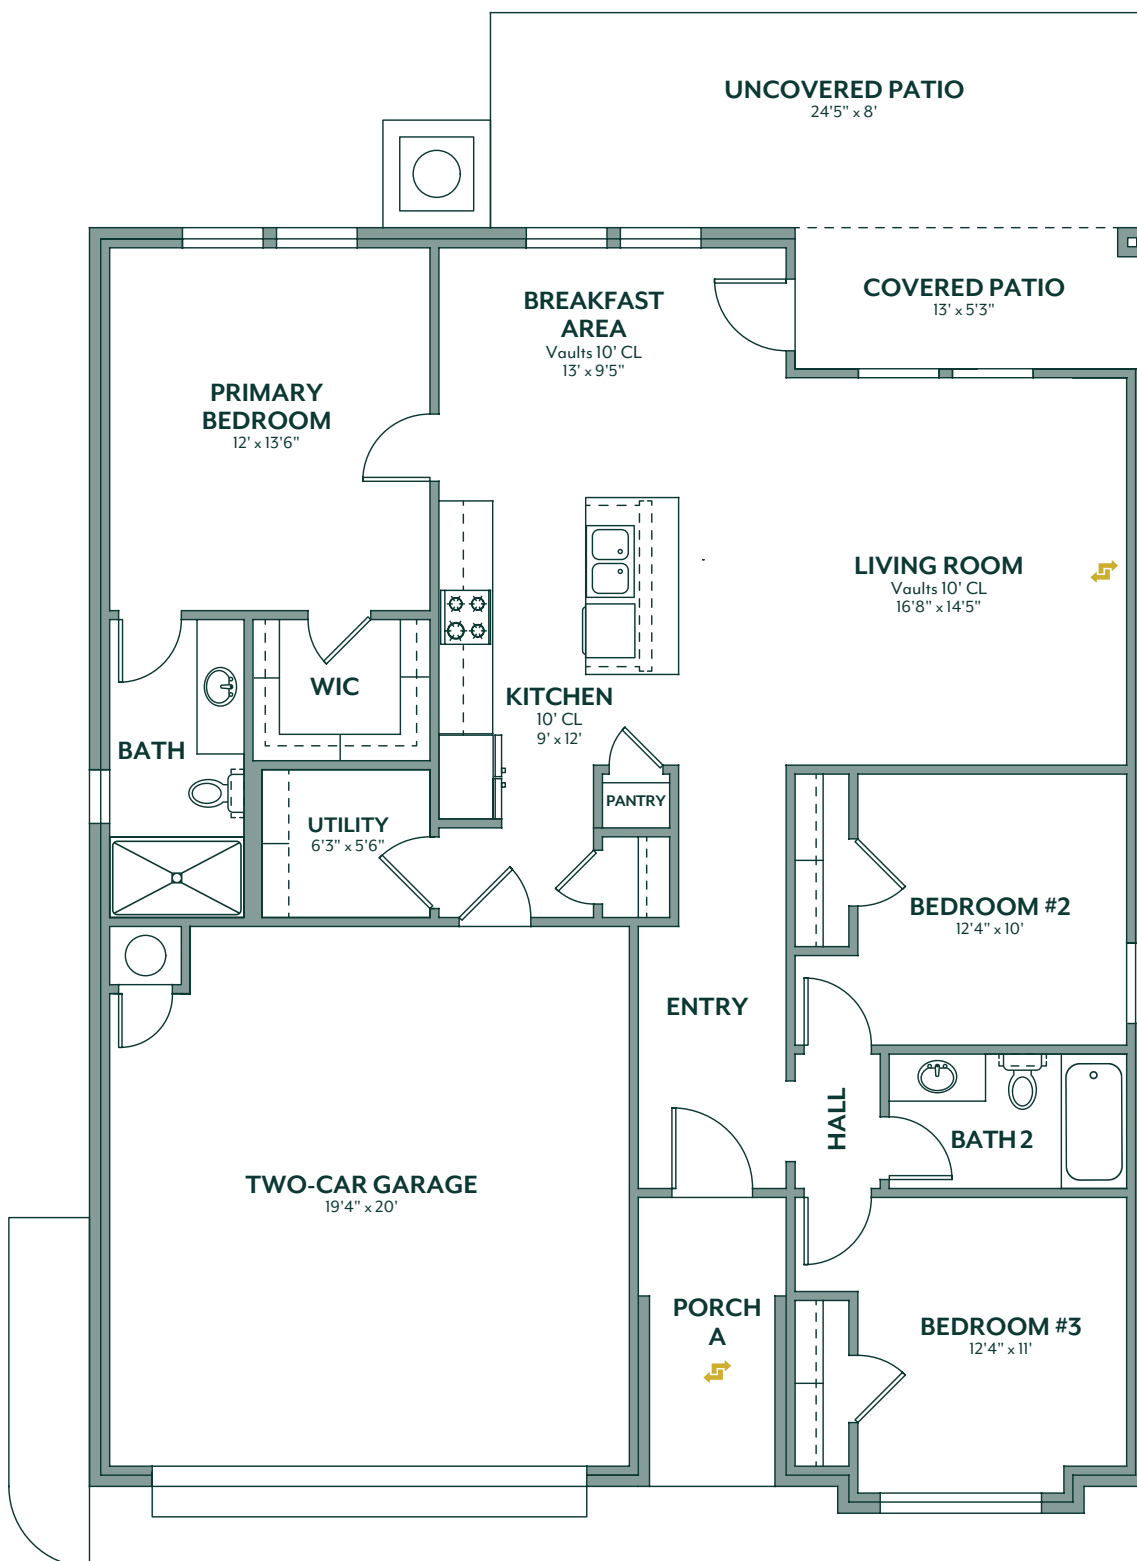 UNCOVERED PATIO
24'5" x 8'
BREAKFAST
AREA
Vaults 10' CL
13' x 9'5"
COVERED PATIO
13' x 5'3"
PRIMARY
BEDROOM
12' x 13'6"
LIVING ROOM
Vaults 10' CL
16'8" x 14'5"
WIC
KITCHEN
10' CL
9' x 12'
BATH
PANTRY
UTILITY
6'3" x 5'6"
BEDROOM #2
12'4" x 10'
ENTRY
HALL
BATH 2
TWO-CAR GARAGE
19'4" x 20'
PORCH
A
BEDROOM #3
12'4" x 11'